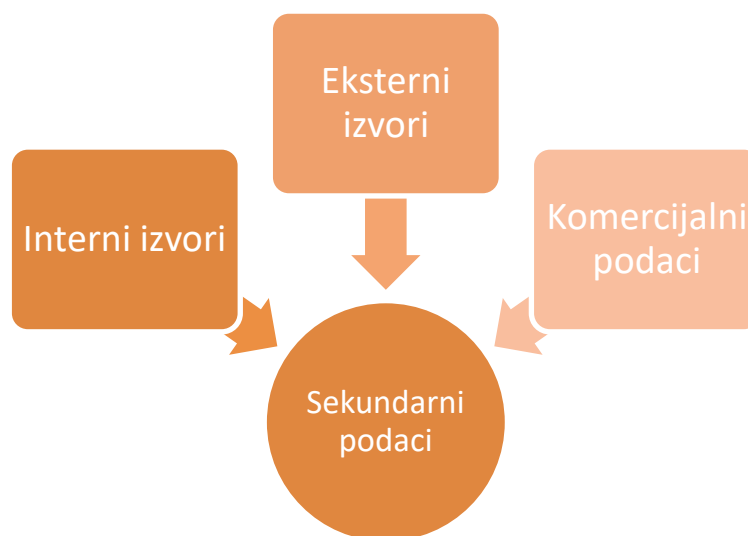 Eksterni
izvori
Interni izvori
Komercijalni
podaci
Sekundarni
podaci